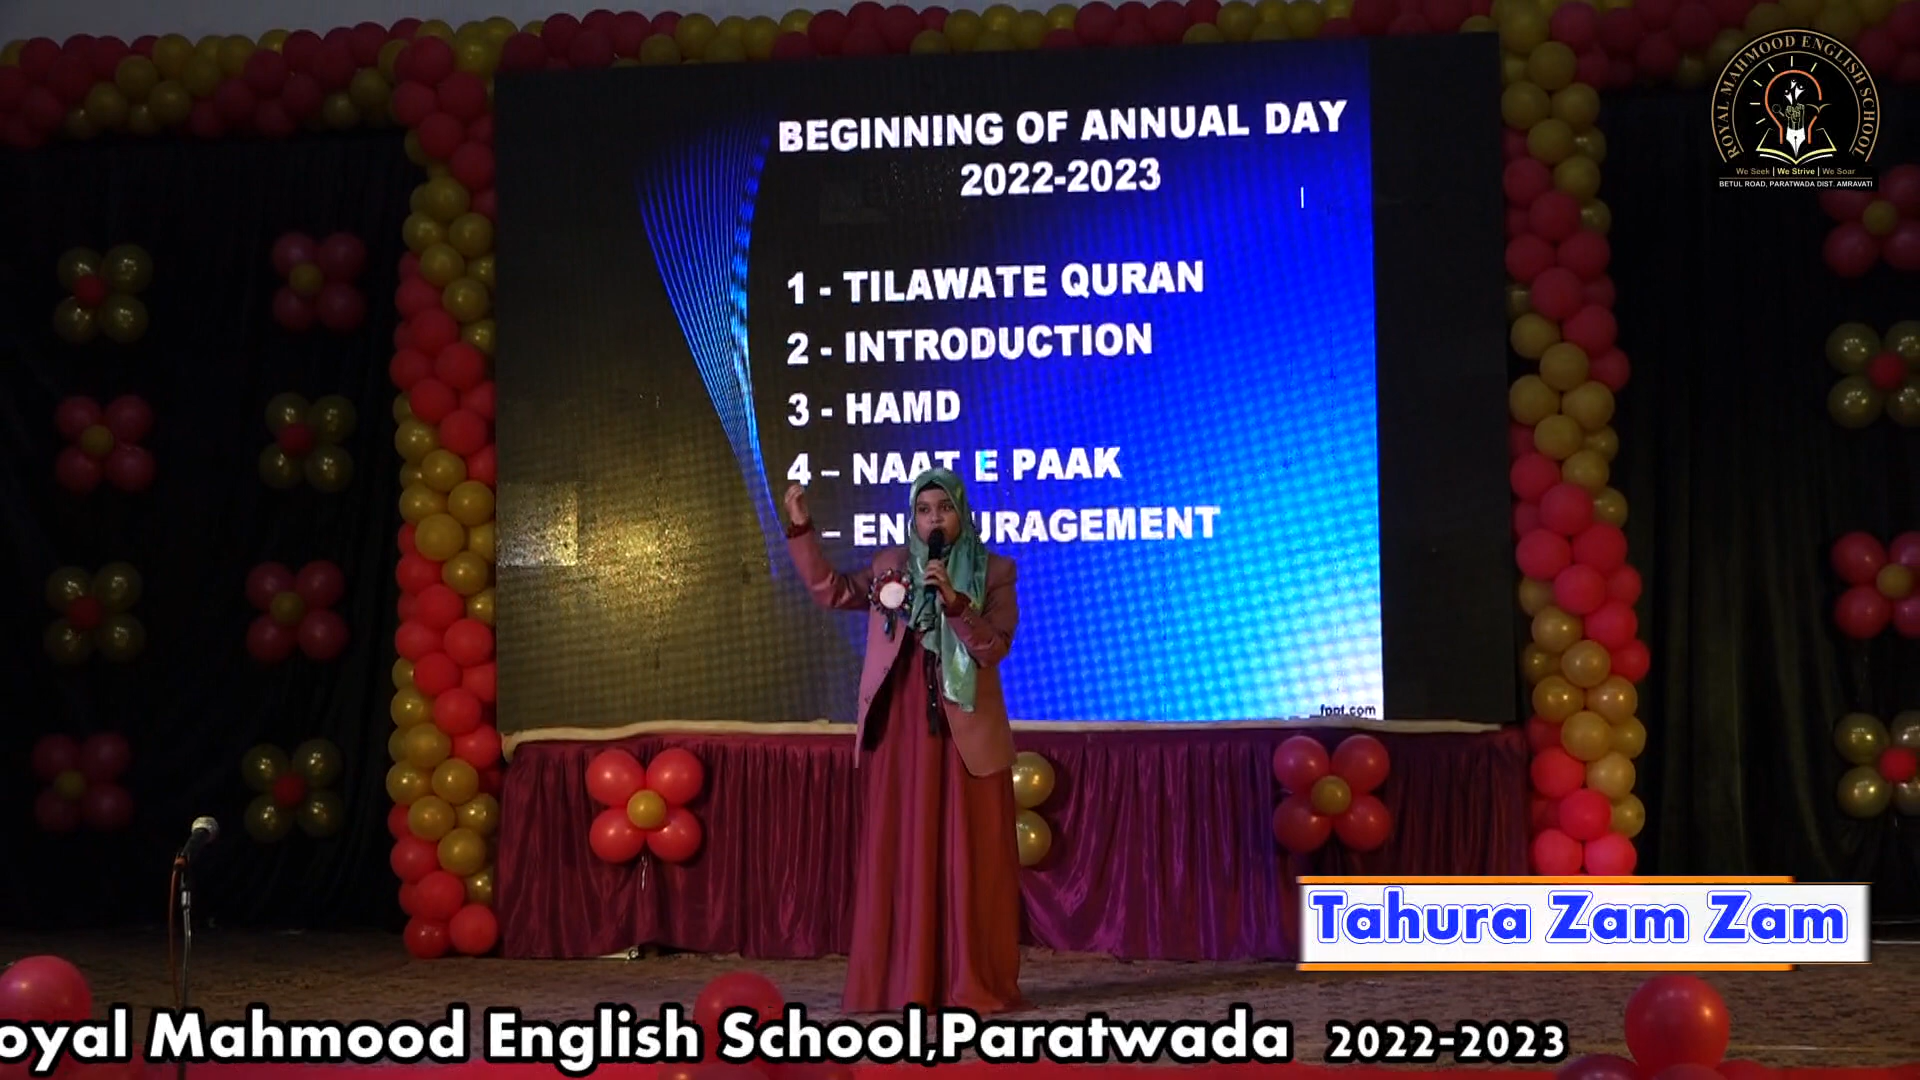 BEGINNING OF ANNUAL DAY
2022-2023
1 - TILAWATE QURAN
2 - INTRODUCTION
3 - HAMD
4 – NAAT E PAAK
– ENCOURAGEMENT
fppt.com
ROYAL MAHMOOD ENGLISH SCHOOL
We Seek | We Strive | We Soar
BETUL ROAD, PARATWADA DIST. AMRAVATI
Tahura Zam Zam
oyal Mahmood English School,Paratwada 2022-2023